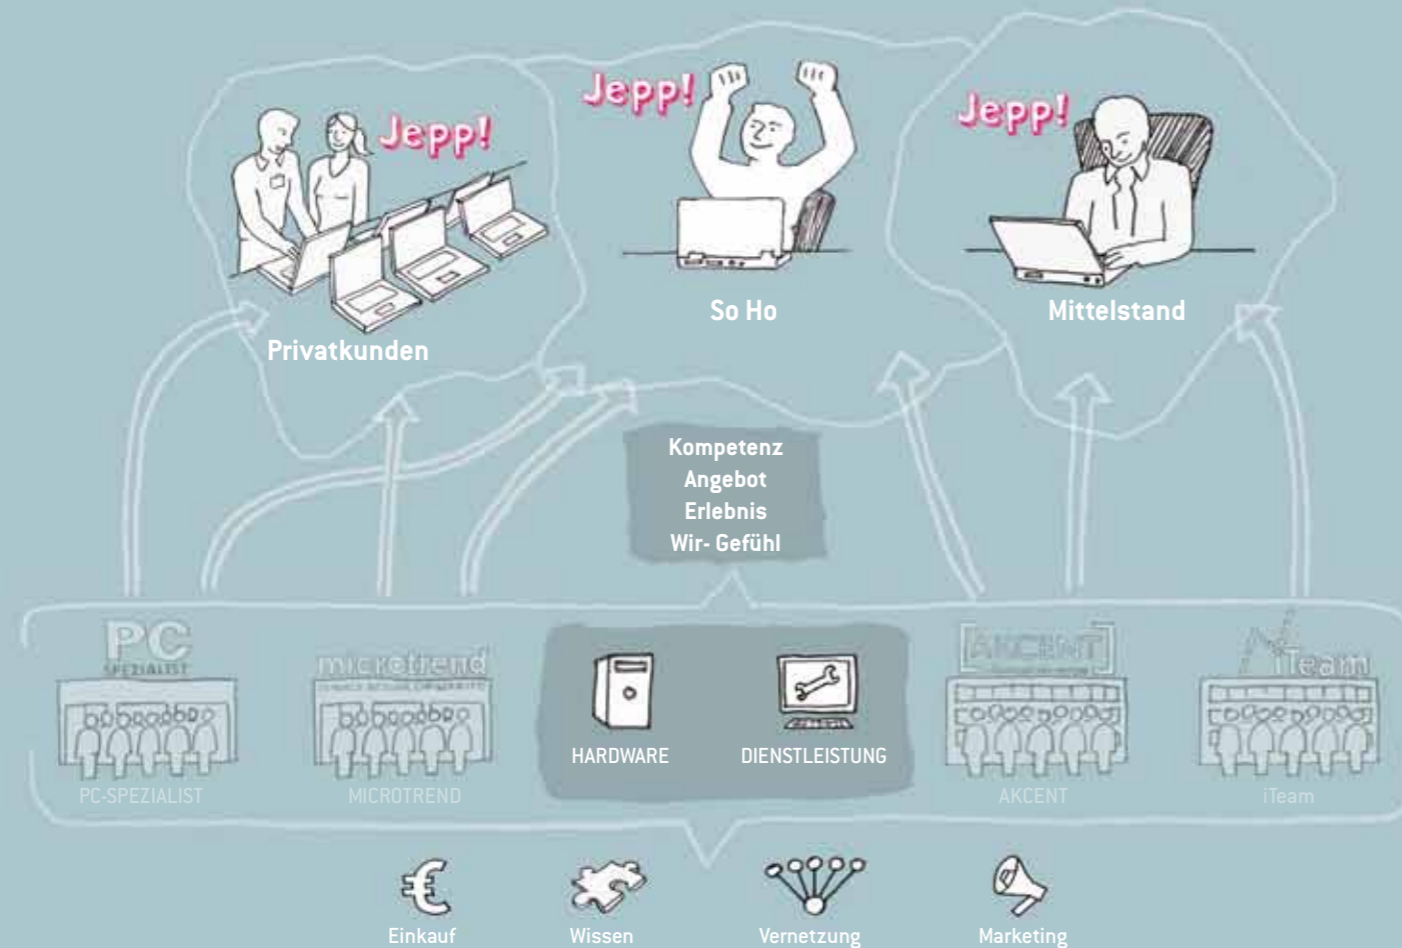 Jepp!
Jepp!
Jepp!
So Ho
Mittelstand
Privatkunden
Kompetenz
Angebot
Erlebnis
Wir- Gefühl
PC
SPEZIALIST
microtrend
[AKCENT]
iTeam
HARDWARE
DIENSTLEISTUNG
PC-SPEZIALIST
MICROTREND
AKCENT
iTeam
Einkauf
Wissen
Vernetzung
Marketing